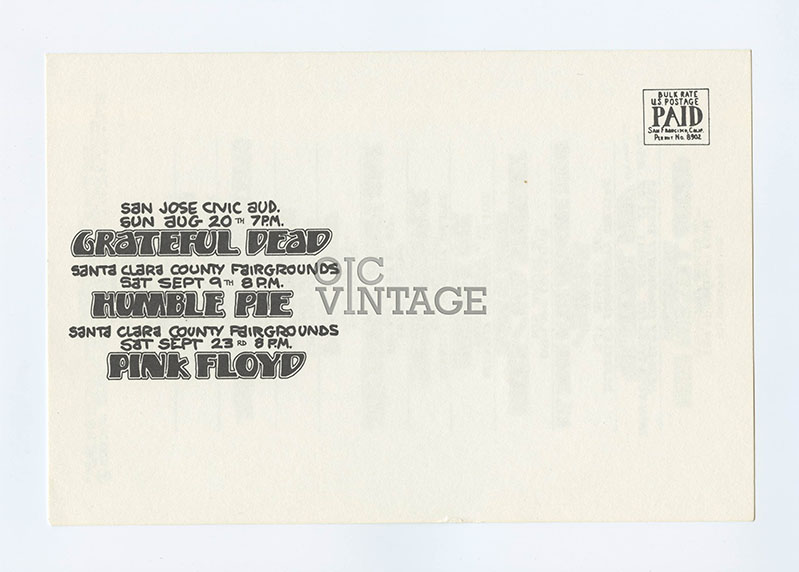 BULK RATE
U.S. POSTAGE
PAID
SAN FRANCISCO, CALIF.
PERMIT No. 8902
SAN JOSE CIVIC AUD.
SUN AUG 20TH 7P.M.
GRATEFUL DEAD
SANTA CLARA COUNTY FAIRGROUNDS
SAT SEPT 9TH 8 P.M.
HUMBLE PIE
SANTA CLARA COUNTY FAIRGROUNDS
SAT SEPT 23RD 8 P.M.
PINK FLOYD
OJC
VINTAGE